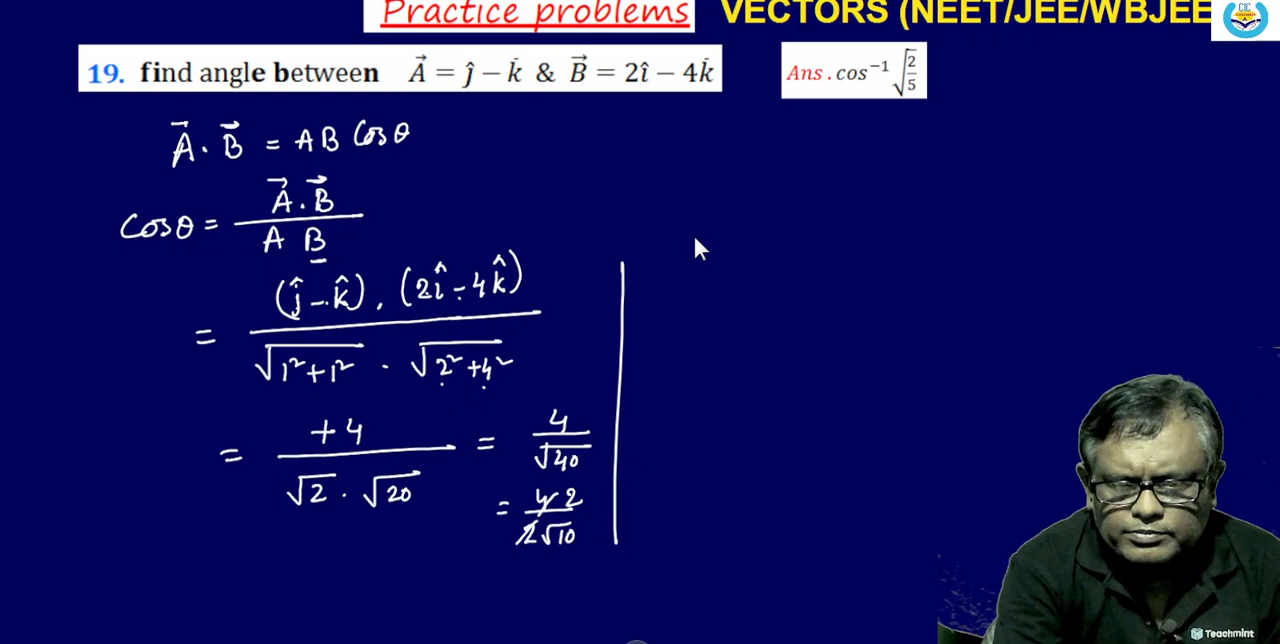 Practice problems VECTORS (NEET/JEE/WBJEE
CJC
19. find angle between A⃗ = ĵ − k̂ & B⃗ = 2î − 4k̂ Ans. cos⁻¹ √(2/5)
A⃗ . B⃗ = AB Cosθ
Cosθ = A⃗ . B⃗ / A B
= (ĵ − k̂) . (2î − 4k̂) / √(1² + 1²) . √(2² + 4²)
= +4 / √2 . √20 = 4 / √40
= 4 2 / 2√10
Teachmint